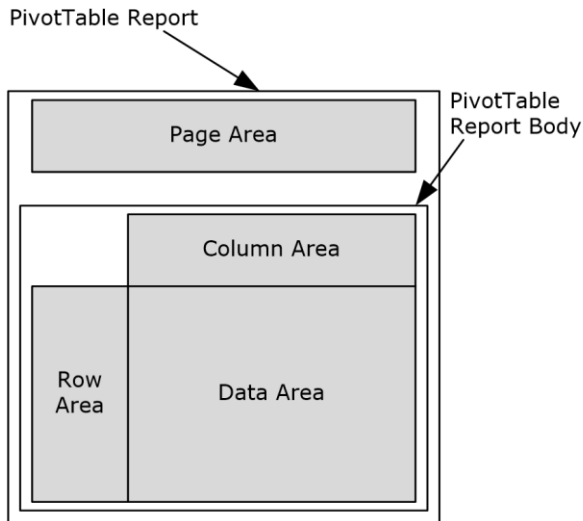 PivotTable Report
PivotTable
Report Body
Page Area
Column Area
Row
Area
Data Area